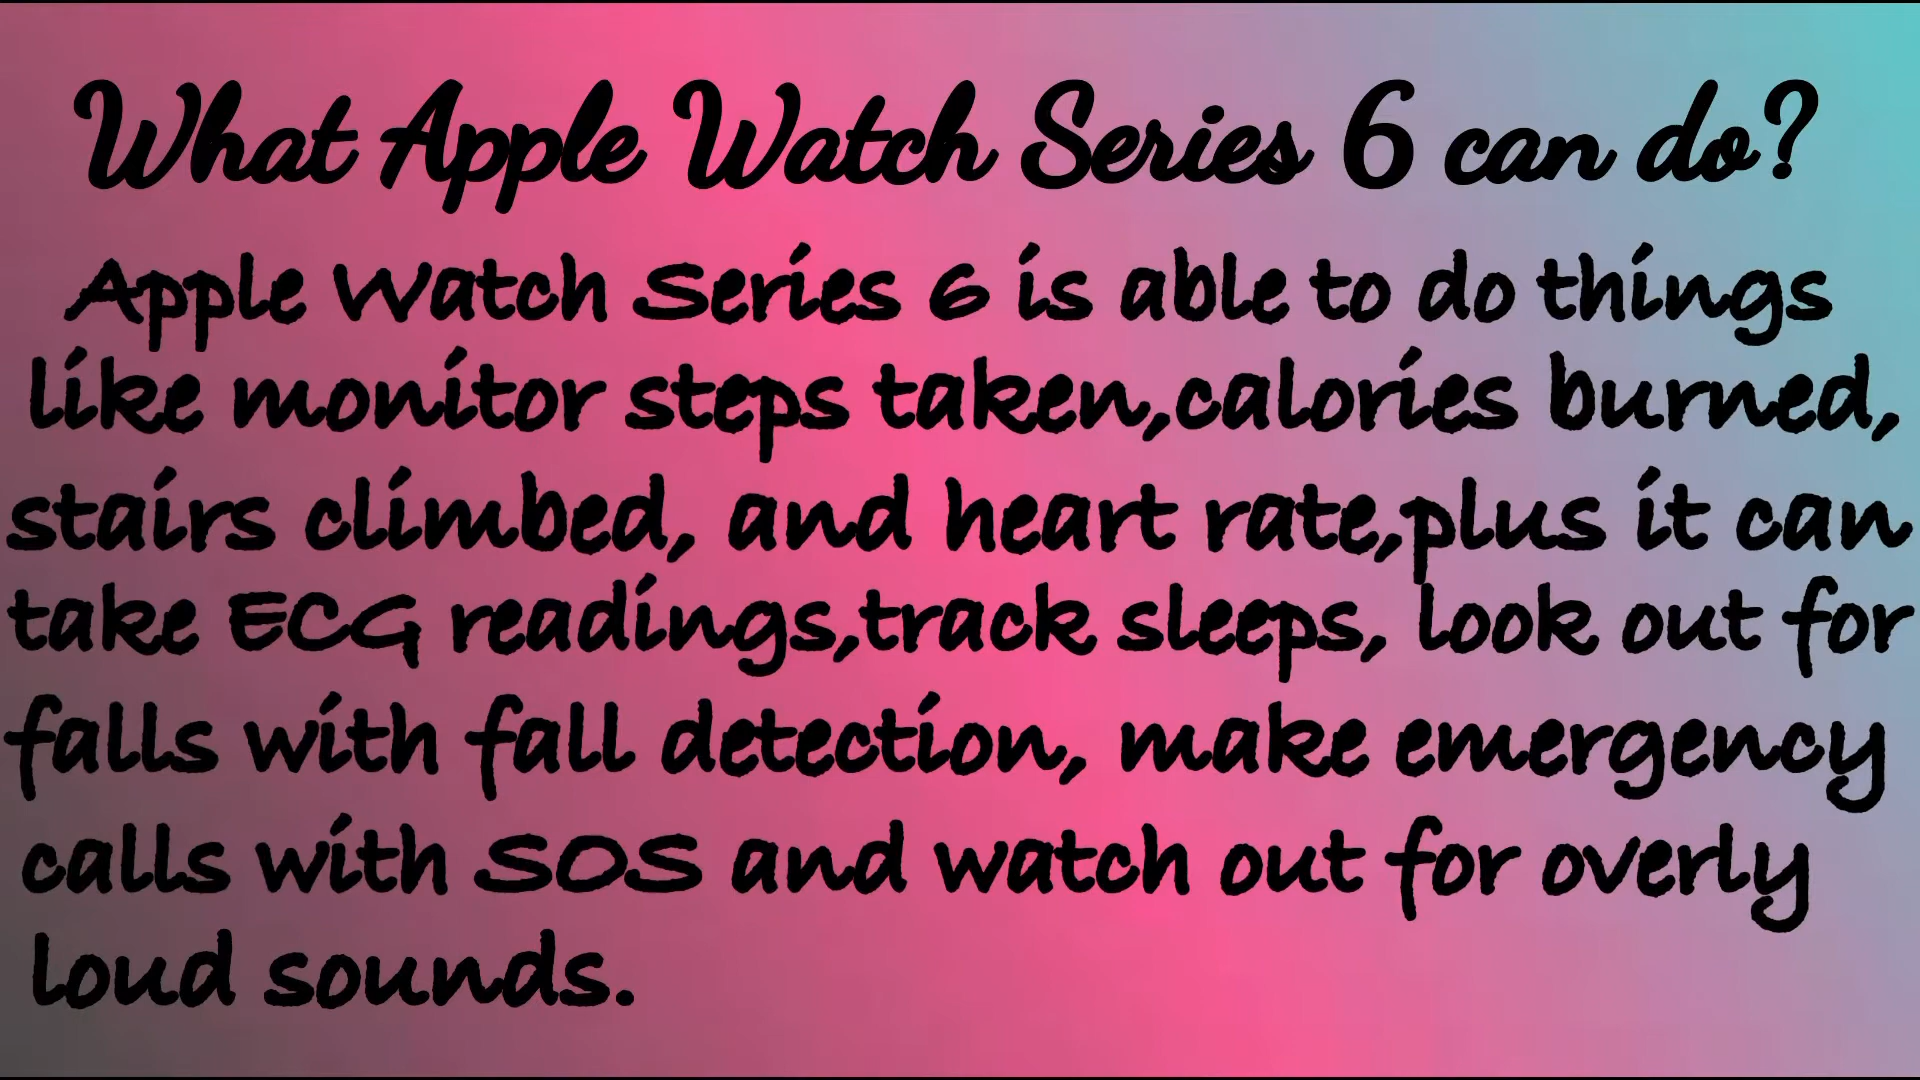 What Apple Watch Series 6 can do?
Apple Watch Series 6 is able to do things
like monitor steps taken,calories burned,
stairs climbed, and heart rate,plus it can
take ECG readings,track sleeps, look out for
falls with fall detection, make emergency
calls with SOS and watch out for overly
loud sounds.